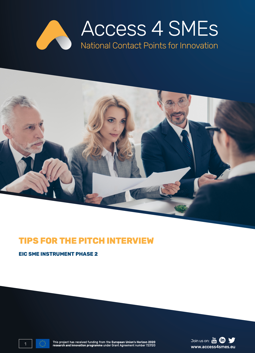 Access 4 SMEs
National Contact Points for Innovation
TIPS FOR THE PITCH INTERVIEW
EIC SME INSTRUMENT PHASE 2
1
This project has received funding from the European Union's Horizon 2020
research and innovation programme under Grant Agreement number
Join us on:
www.access4smes.eu